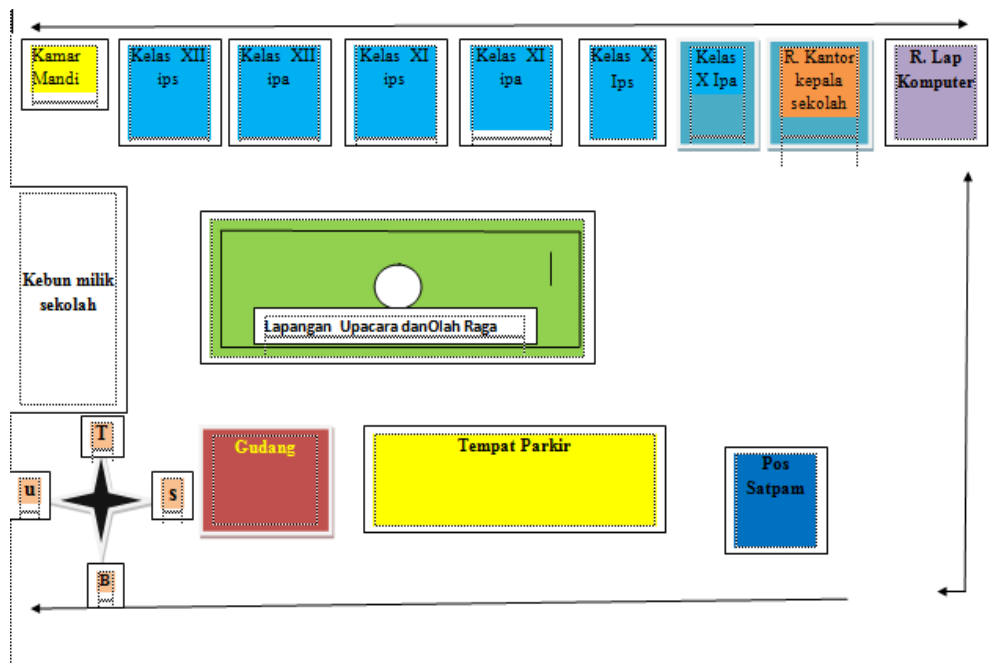 Kamar
Mandi
Kelas XII
ips
Kelas XII
ipa
Kelas XI
ips
Kelas XI
ipa
Kelas X
Ips
Kelas
X Ipa
R. Kantor
kepala
sekolah
R. Lap
Komputer
Kebun milik
sekolah
Lapangan Upacara danOlah Raga
T
u
s
B
Gudang
Tempat Parkir
Pos
Satpam